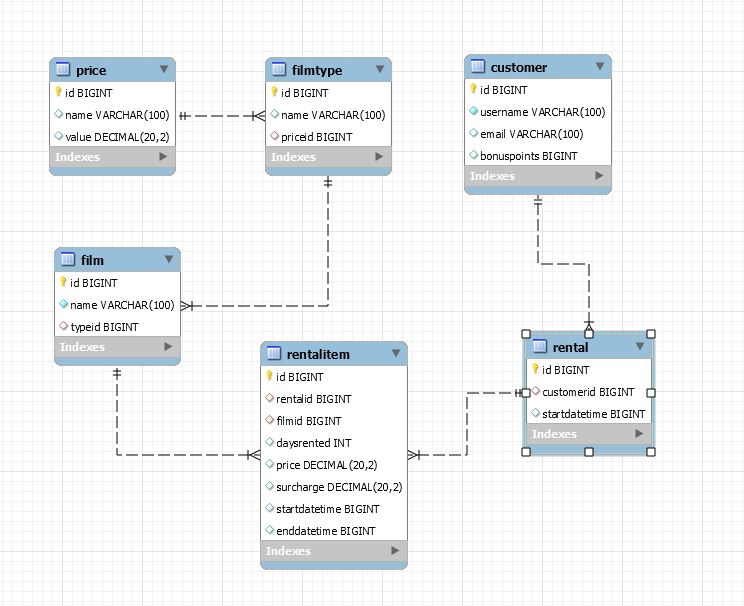 price
id BIGINT
name VARCHAR(100)
value DECIMAL(20,2)
Indexes
filmtype
id BIGINT
name VARCHAR(100)
priceid BIGINT
Indexes
customer
id BIGINT
username VARCHAR(100)
email VARCHAR(100)
bonuspoints BIGINT
Indexes
film
id BIGINT
name VARCHAR(100)
typeid BIGINT
Indexes
rentalitem
id BIGINT
rentalid BIGINT
filmid BIGINT
daysrented INT
price DECIMAL(20,2)
surcharge DECIMAL(20,2)
startdatetime BIGINT
enddatetime BIGINT
Indexes
rental
id BIGINT
customerid BIGINT
startdatetime BIGINT
Indexes